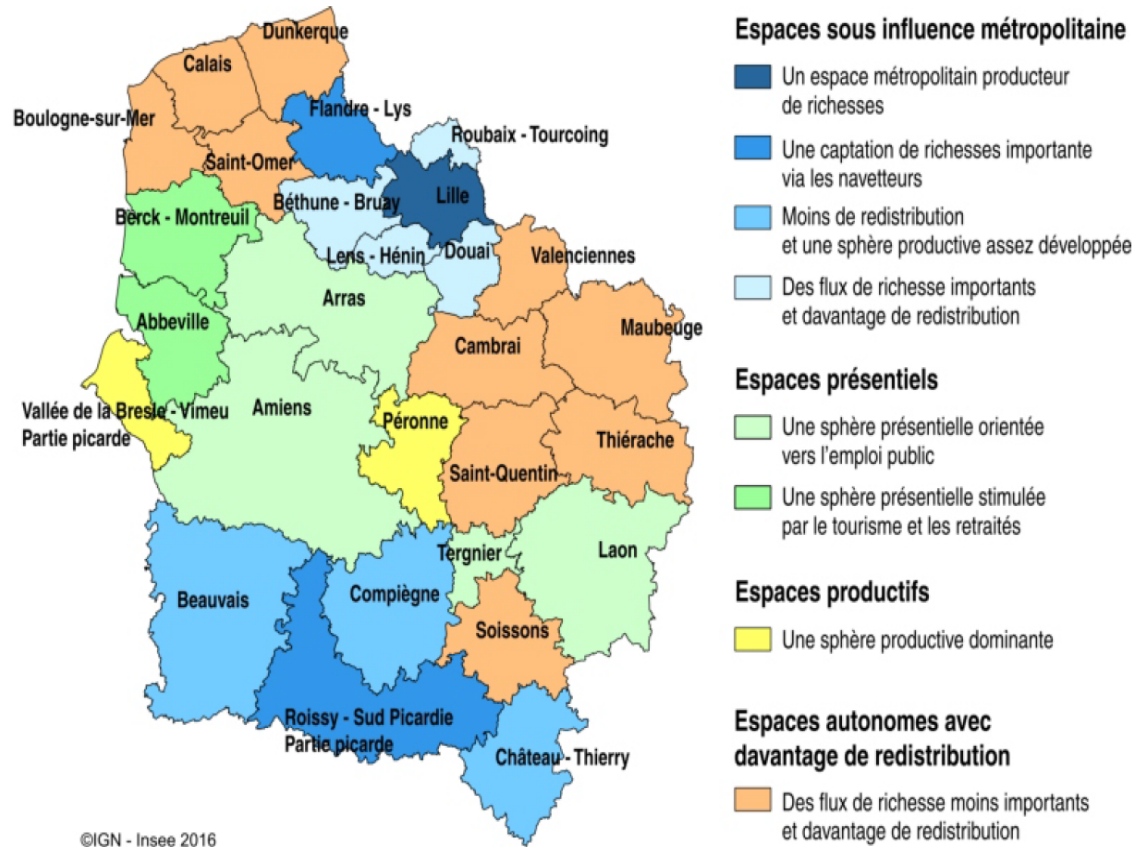 Dunkerque
Calais
Boulogne-sur-Mer
Flandre - Lys
Roubaix - Tourcoing
Saint-Omer
Lille
Berck - Montreuil
Béthune - Bruay
Lens - Hénin
Douai
Valenciennes
Arras
Maubeuge
Abbeville
Cambrai
Vallée de la Bresle - Vimeu
Partie picarde
Amiens
Péronne
Thiérache
Saint-Quentin
Tergnier
Laon
Beauvais
Compiègne
Soissons
Roissy - Sud Picardie
Partie picarde
Château - Thierry
©IGN - Insee 2016
Espaces sous influence métropolitaine
Un espace métropolitain producteur
de richesses
Une captation de richesses importante
via les navetteurs
Moins de redistribution
et une sphère productive assez développée
Des flux de richesse importants
et davantage de redistribution
Espaces présentiels
Une sphère présentielle orientée
vers l'emploi public
Une sphère présentielle stimulée
par le tourisme et les retraités
Espaces productifs
Une sphère productive dominante
Espaces autonomes avec
davantage de redistribution
Des flux de richesse moins importants
et davantage de redistribution